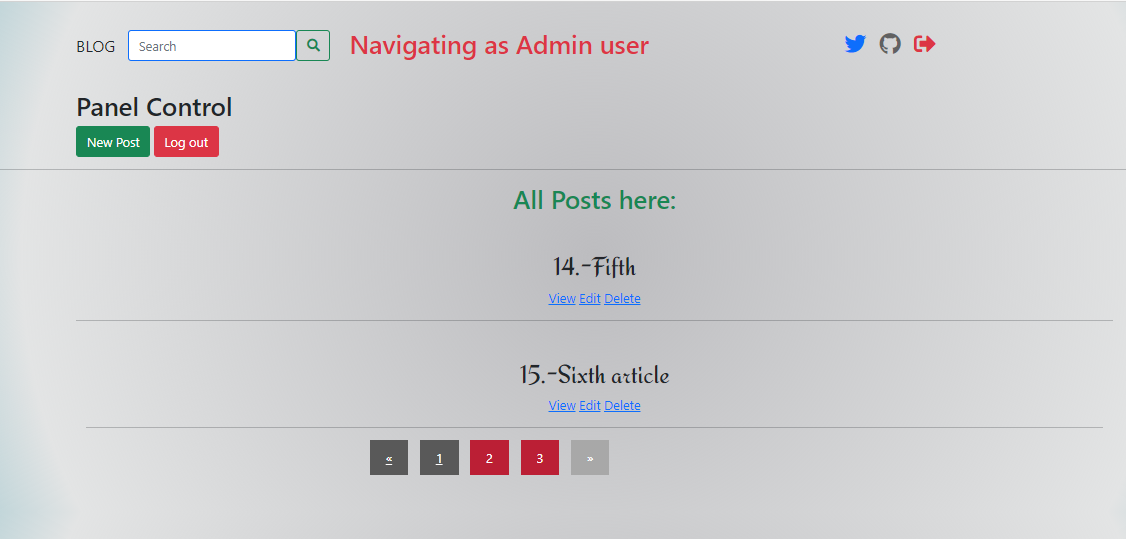 BLOG Search Navigating as Admin user
Panel Control
New Post Log out
All Posts here:
14.-Fifth
View Edit Delete
15.-Sixth article
View Edit Delete
« 1 2 3 »